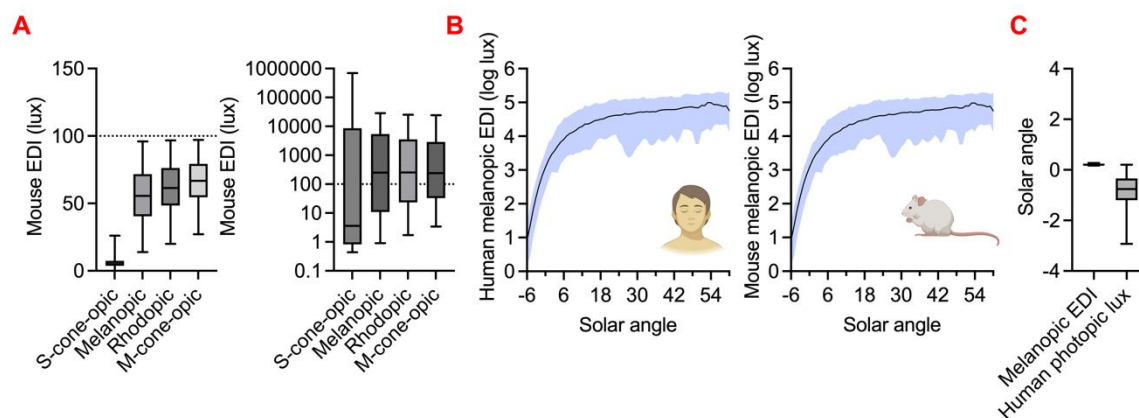 A
Mouse EDI (lux)
150
100
50
0
S-cone-opic
Melanopic
Rhodopic
M-cone-opic
Mouse EDI (lux)
1000000
100000
10000
1000
100
10
1
0.1
S-cone-opic
Melanopic
Rhodopic
M-cone-opic
B
Human melanopic EDI (log lux)
6
5
4
3
2
1
0
-6 6 18 30 42 54
Solar angle
Mouse melanopic EDI (log lux)
6
5
4
3
2
1
0
-6 6 18 30 42 54
Solar angle
C
Solar angle
4
2
0
-2
-4
Melanopic EDI
Human photopic lux